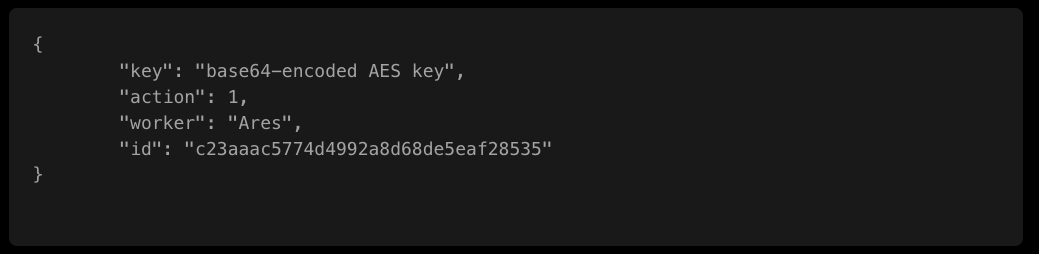 {
"key": "base64-encoded AES key",
"action": 1,
"worker": "Ares",
"id": "c23aaac5774d4992a8d68de5eaf28535"
}